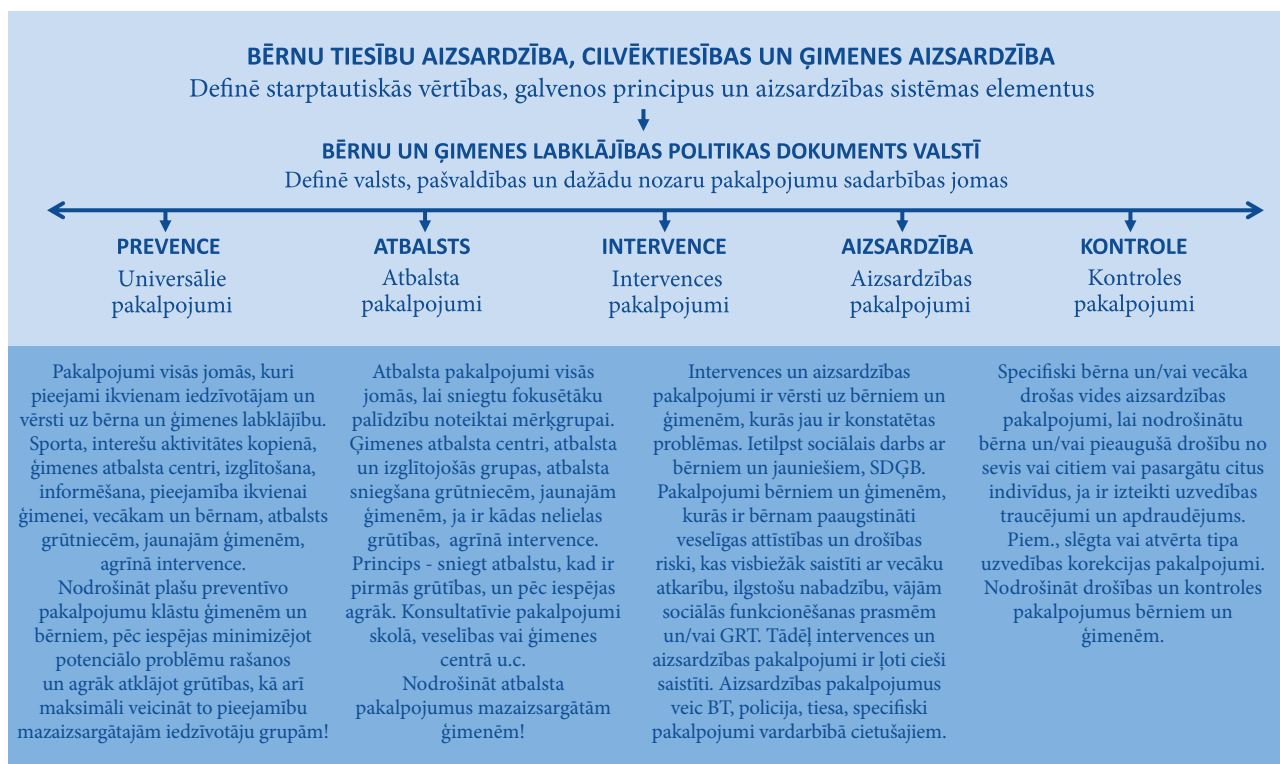 BĒRNU TIESĪBU AIZSARDZĪBA, CILVĒKTIESĪBAS UN ĢIMENES AIZSARDZĪBA
Definē starptautiskās vērtības, galvenos principus un aizsardzības sistēmas elementus
BĒRNU UN ĢIMENES LABKLĀJĪBAS POLITIKAS DOKUMENTS VALSTĪ
Definē valsts, pašvaldības un dažādu nozaru pakalpojumu sadarbības jomas
PREVENCE
Universālie
pakalpojumi
ATBALSTS
Atbalsta
pakalpojumi
INTERVENCE
Intervences
pakalpojumi
AIZSARDZĪBA
Aizsardzības
pakalpojumi
KONTROLE
Kontroles
pakalpojumi
Pakalpojumi visās jomās, kuri
pieejami ikvienam iedzīvotājam un
vērsti uz bērna un ģimenes labklājību.
Sporta, interešu aktivitātes kopienā,
ģimenes atbalsta centri, izglītošana,
informēšana, pieejamība ikvienai
ģimenei, vecākam un bērnam, atbalsts
grūtniecēm, jaunajām ģimenēm,
agrīnā intervence.
Nodrošināt plašu preventīvo
pakalpojumu klāstu ģimenēm un
bērniem, pēc iespējas minimizējot
potenciālo problēmu rašanos
un agrāk atklājot grūtības, kā arī
maksimāli veicināt to pieejamību
mazaizsargātajām iedzīvotāju grupām!
Atbalsta pakalpojumi visās
jomās, lai sniegtu fokusētāku
palīdzību noteiktai mērķgrupai.
Ģimenes atbalsta centri, atbalsta
un izglītojošās grupas, atbalsta
sniegšana grūtniecēm, jaunajām
ģimenēm, ja ir kādas nelielas
grūtības, agrīnā intervence.
Princips - sniegt atbalstu, kad ir
pirmās grūtības, un pēc iespējas
agrāk. Konsultatīvie pakalpojumi
skolā, veselības vai ģimenes
centrā u.c.
Nodrošināt atbalsta
pakalpojumus mazaizsargātām
ģimenēm!
Intervences un aizsardzības
pakalpojumi ir vērsti uz bērniem un
ģimenēm, kurās jau ir konstatētas
problēmas. Ietilpst sociālais darbs ar
bērniem un jauniešiem, SDĢB.
Pakalpojumi bērniem un ģimenēm,
kurās ir bērnam paaugstināti
veselīgas attīstības un drošības
riski, kas visbiežāk saistīti ar vecāku
atkarību, ilgstošu nabadzību, vājām
sociālās funkcionēšanas prasmēm
un/vai GRT. Tādēļ intervences un
aizsardzības pakalpojumi ir ļoti cieši
saistīti. Aizsardzības pakalpojumus
veic BT, policija, tiesa, specifiski
pakalpojumi vardarbībā cietušajiem.
Specifiski bērna un/vai vecāka
drošas vides aizsardzības
pakalpojumi, lai nodrošinātu
bērna un/vai pieaugušā drošību no
sevis vai citiem vai pasargātu citus
indivīdus, ja ir izteikti uzvedības
traucējumi un apdraudējums.
Piem., slēgta vai atvērta tipa
uzvedības korekcijas pakalpojumi.
Nodrošināt drošības un kontroles
pakalpojumus bērniem un
ģimenēm.